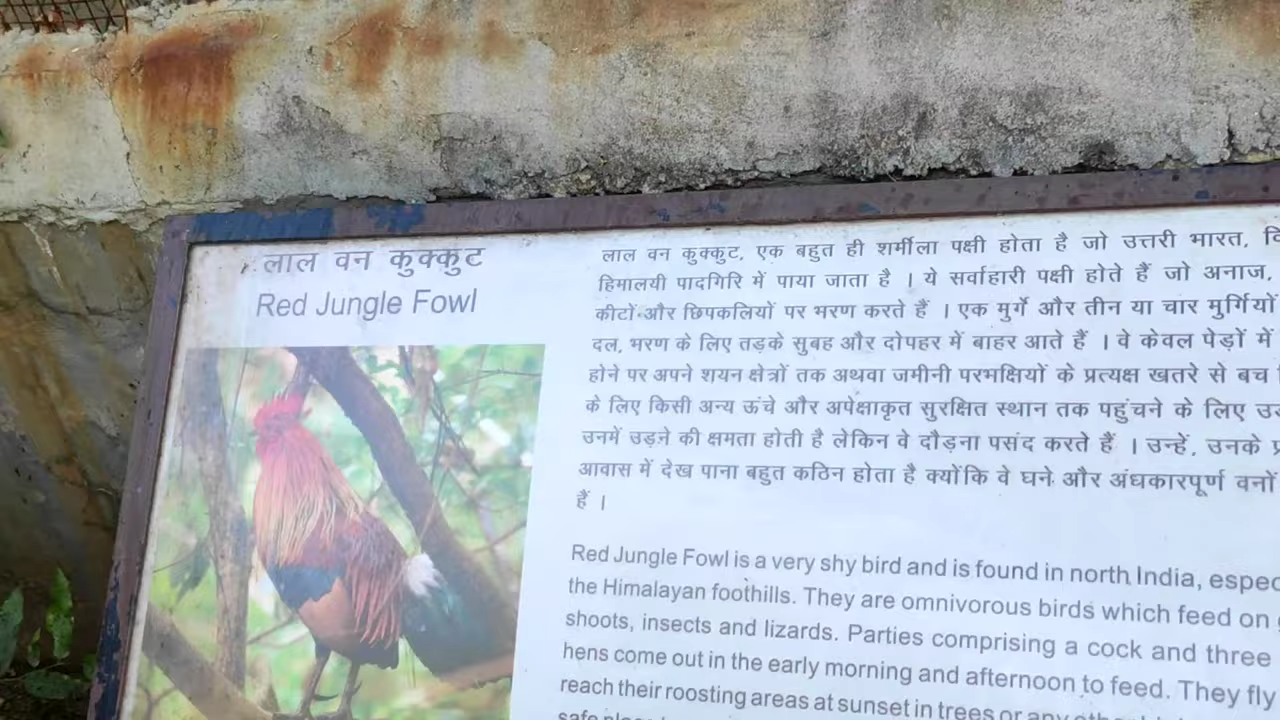 लाल वन कुक्कुट
Red Jungle Fowl
लाल वन कुक्कुट, एक बहुत ही शर्मीला पक्षी होता है जो उत्तरी भारत,
हिमालयी पादगिरि में पाया जाता है । ये सर्वाहारी पक्षी होते हैं जो अनाज,
कीटों और छिपकलियों पर भरण करते हैं । एक मुर्गे और तीन या चार मुर्गियों
दल, भरण के लिए तड़के सुबह और दोपहर में बाहर आते हैं । वे केवल पेड़ों में
होने पर अपने शयन क्षेत्रों तक अथवा जमीनी परभक्षियों के प्रत्यक्ष खतरे से बच
के लिए किसी अन्य ऊंचे और अपेक्षाकृत सुरक्षित स्थान तक पहुंचने के लिए
उनमें उड़ने की क्षमता होती है लेकिन वे दौड़ना पसंद करते हैं । उन्हें, उनके
आवास में देख पाना बहुत कठिन होता है क्योंकि वे घने और अंधकारपूर्ण वनों
हैं ।
Red Jungle Fowl is a very shy bird and is found in north India,
the Himalayan foothills. They are omnivorous birds which feed on
shoots, insects and lizards. Parties comprising a cock and three
hens come out in the early morning and afternoon to feed. They fly
reach their roosting areas at sunset in trees or any